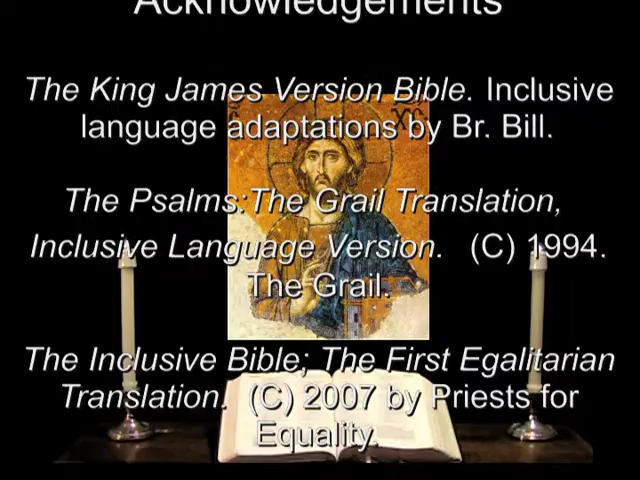 Acknowledgements
The King James Version Bible. Inclusive
language adaptations by Br. Bill.
The Psalms:The Grail Translation,
Inclusive Language Version. (C) 1994.
The Grail.
The Inclusive Bible; The First Egalitarian
Translation. (C) 2007 by Priests for
Equality.